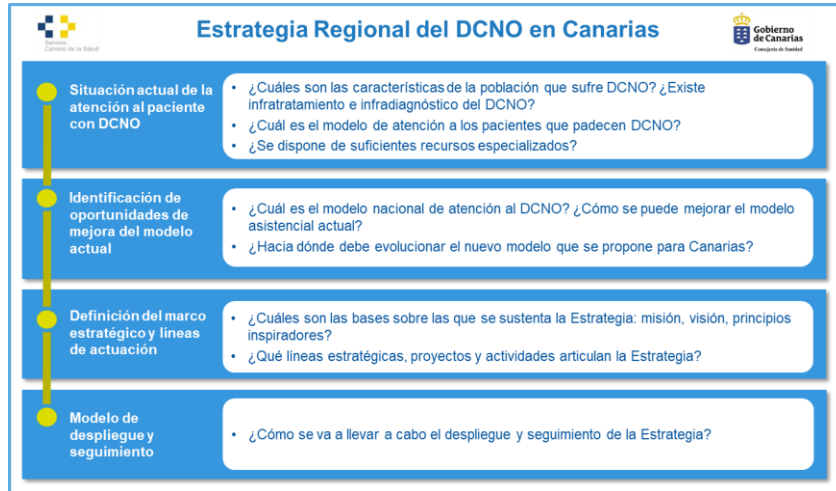 Estrategia Regional del DCNO en Canarias
Servicio
Canario de la Salud
Gobierno
de Canarias
Consejería de Sanidad
Situación actual de la
atención al paciente
con DCNO
• ¿Cuáles son las características de la población que sufre DCNO? ¿Existe
infratratamiento e infradiagnóstico del DCNO?
• ¿Cuál es el modelo de atención a los pacientes que padecen DCNO?
• ¿Se dispone de suficientes recursos especializados?
Identificación de
oportunidades de
mejora del modelo
actual
• ¿Cuál es el modelo nacional de atención al DCNO? ¿Cómo se puede mejorar el modelo
asistencial actual?
• ¿Hacia dónde debe evolucionar el nuevo modelo que se propone para Canarias?
Definición del marco
estratégico y líneas
de actuación
• ¿Cuáles son las bases sobre las que se sustenta la Estrategia: misión, visión, principios
inspiradores?
• ¿Qué líneas estratégicas, proyectos y actividades articulan la Estrategia?
Modelo de
despliegue y
seguimiento
• ¿Cómo se va a llevar a cabo el despliegue y seguimiento de la Estrategia?